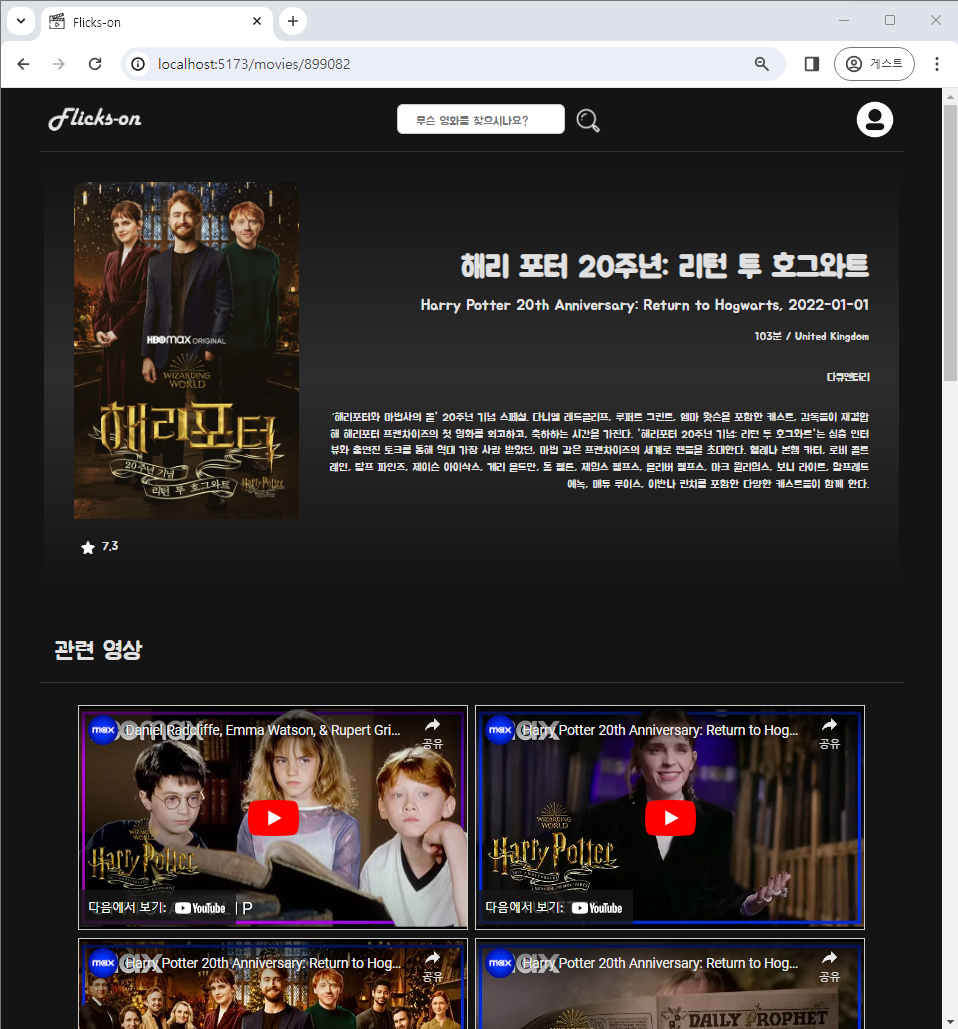 Flicks-on
localhost:5173/movies/899082
게스트
Flicks-on
무슨 영화를 찾으시나요?
HBOMAX ORIGINAL
WIZARDING
WORLD
해리포터
20주년 기념
리턴 투 호그와트
Harry Potter
7.3
해리 포터 20주년: 리턴 투 호그와트
Harry Potter 20th Anniversary: Return to Hogwarts, 2022-01-01
103분 / United Kingdom
다큐멘터리
'해리포터와 마법사의 돌' 20주년 기념 스페셜. 다니엘 래드클리프, 루퍼트 그린트, 엠마 왓슨을 포함한 캐스트, 감독들이 재결합
해 해리포터 프랜차이즈의 첫 영화를 회고하고, 축하하는 시간을 가진다. '해리포터 20주년 기념: 리턴 투 호그와트'는 심층 인터
뷰와 출연진 토크를 통해 역대 가장 사랑 받았던, 마법 같은 프랜차이즈의 세계로 팬들을 초대한다. 헬레나 본햄 카터, 로비 콜트
레인, 랄프 파인즈, 제이슨 아이삭스, 게리 올드만, 톰 펠튼, 제임스 펠프스, 올리버 펠프스, 마크 윌리엄스, 보니 라이트, 알프레드
에녹, 매튜 루이스, 이반나 린치를 포함한 다양한 캐스트들이 함께 한다.
관련 영상
max Daniel Radcliffe, Emma Watson, & Rupert Gri...
공유
WIZARDING
WORLD
Harry Potter
다음에서 보기: YouTube | P
max Harry Potter 20th Anniversary: Return to Hog...
공유
WIZARDING
WORLD
Harry Potter
다음에서 보기: YouTube
max Harry Potter 20th Anniversary: Return to Hog...
공유
max Harry Potter 20th Anniversary: Return to Hog...
공유
DAILY PROPHET